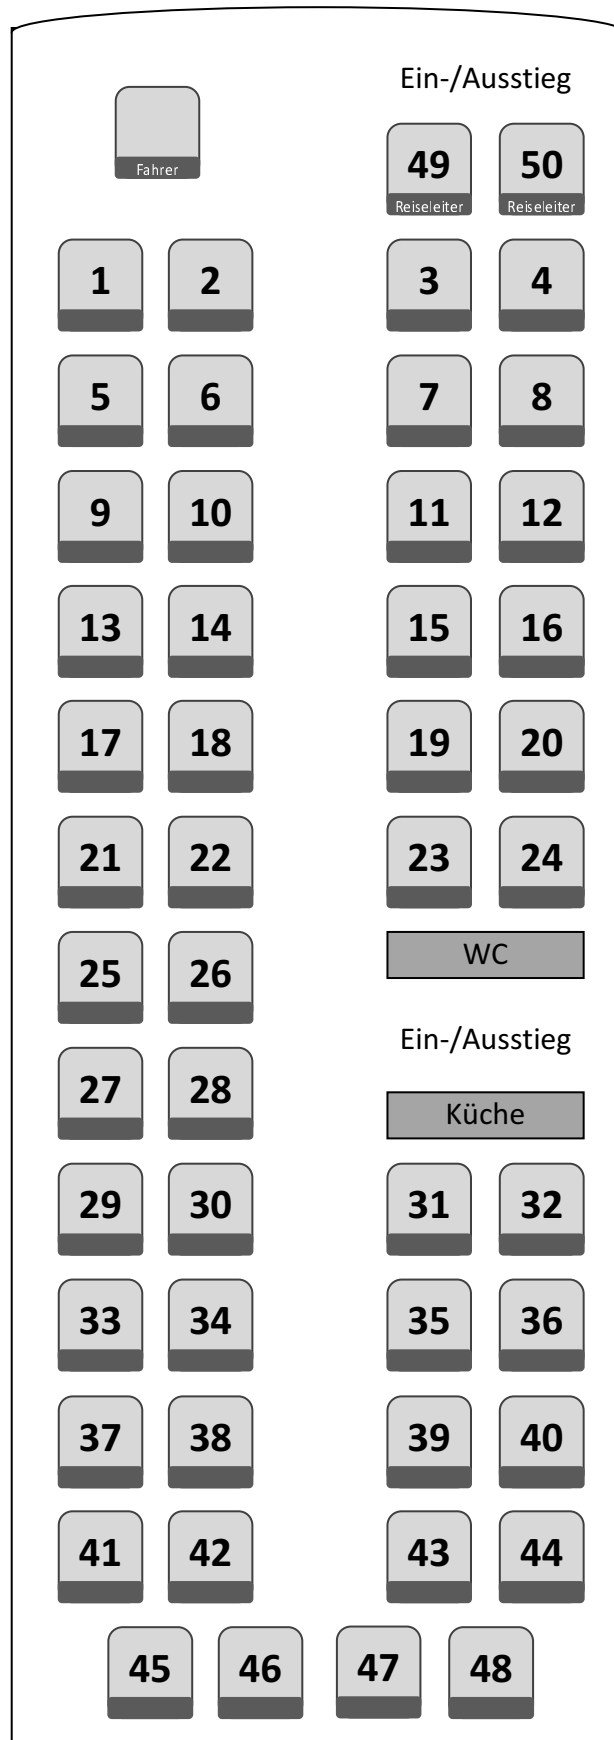 Ein-/Ausstieg
Fahrer
49 50
Reiseleiter Reiseleiter
1 2 3 4
5 6 7 8
9 10 11 12
13 14 15 16
17 18 19 20
21 22 23 24
WC
25 26
Ein-/Ausstieg
27 28
Küche
29 30 31 32
33 34 35 36
37 38 39 40
41 42 43 44
45 46 47 48